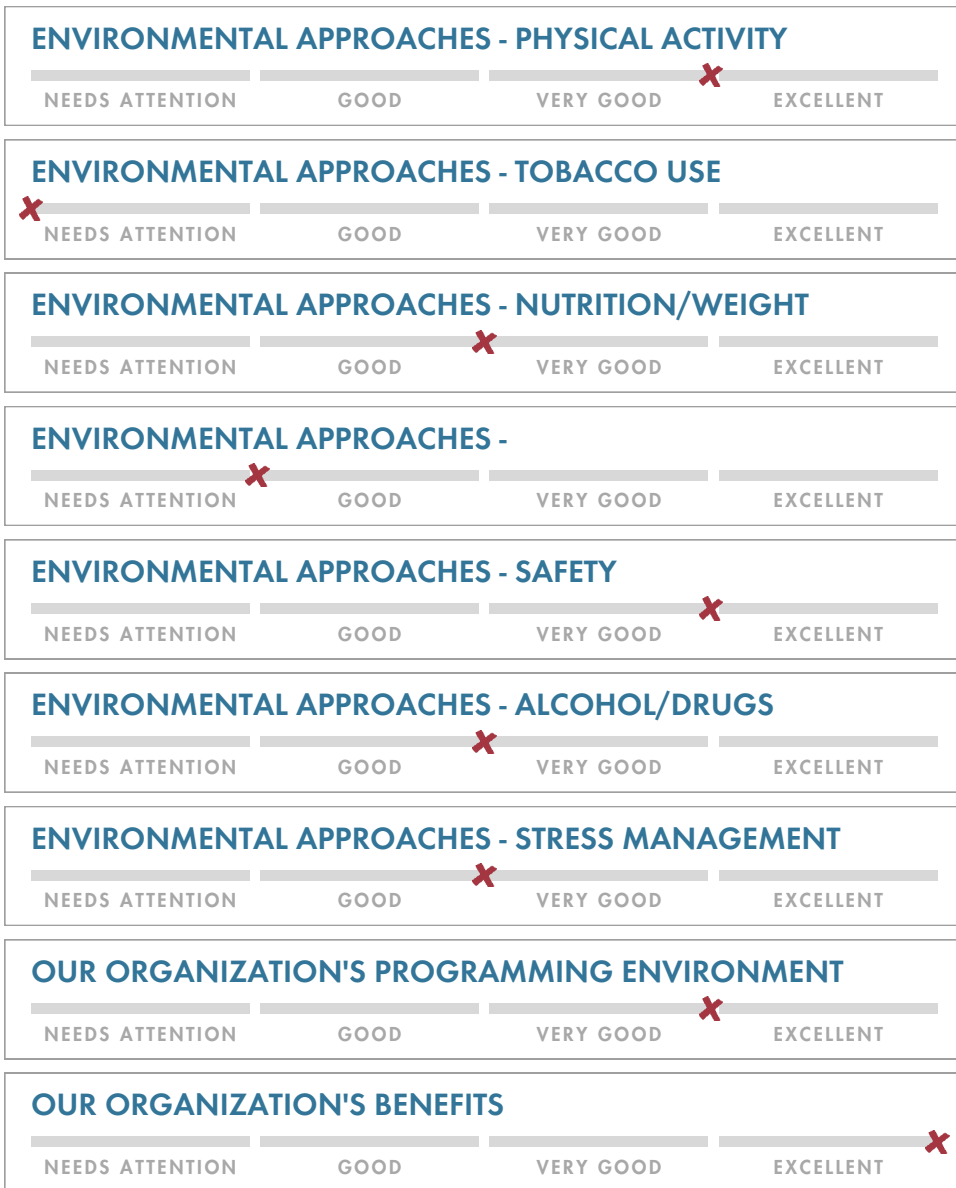 ENVIRONMENTAL APPROACHES - PHYSICAL ACTIVITY
NEEDS ATTENTION GOOD VERY GOOD EXCELLENT
ENVIRONMENTAL APPROACHES - TOBACCO USE
NEEDS ATTENTION GOOD VERY GOOD EXCELLENT
ENVIRONMENTAL APPROACHES - NUTRITION/WEIGHT
NEEDS ATTENTION GOOD VERY GOOD EXCELLENT
ENVIRONMENTAL APPROACHES -
NEEDS ATTENTION GOOD VERY GOOD EXCELLENT
ENVIRONMENTAL APPROACHES - SAFETY
NEEDS ATTENTION GOOD VERY GOOD EXCELLENT
ENVIRONMENTAL APPROACHES - ALCOHOL/DRUGS
NEEDS ATTENTION GOOD VERY GOOD EXCELLENT
ENVIRONMENTAL APPROACHES - STRESS MANAGEMENT
NEEDS ATTENTION GOOD VERY GOOD EXCELLENT
OUR ORGANIZATION'S PROGRAMMING ENVIRONMENT
NEEDS ATTENTION GOOD VERY GOOD EXCELLENT
OUR ORGANIZATION'S BENEFITS
NEEDS ATTENTION GOOD VERY GOOD EXCELLENT